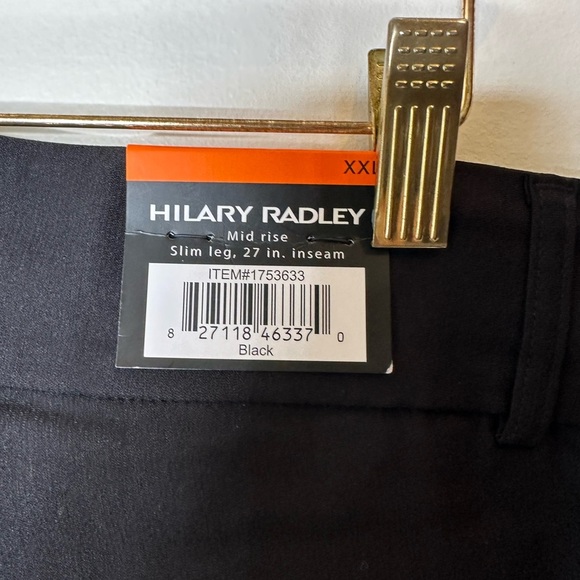 XXL
HILARY RADLEY
Mid rise
Slim leg, 27 in. inseam
ITEM#1753633
8 27118 46337 0
Black